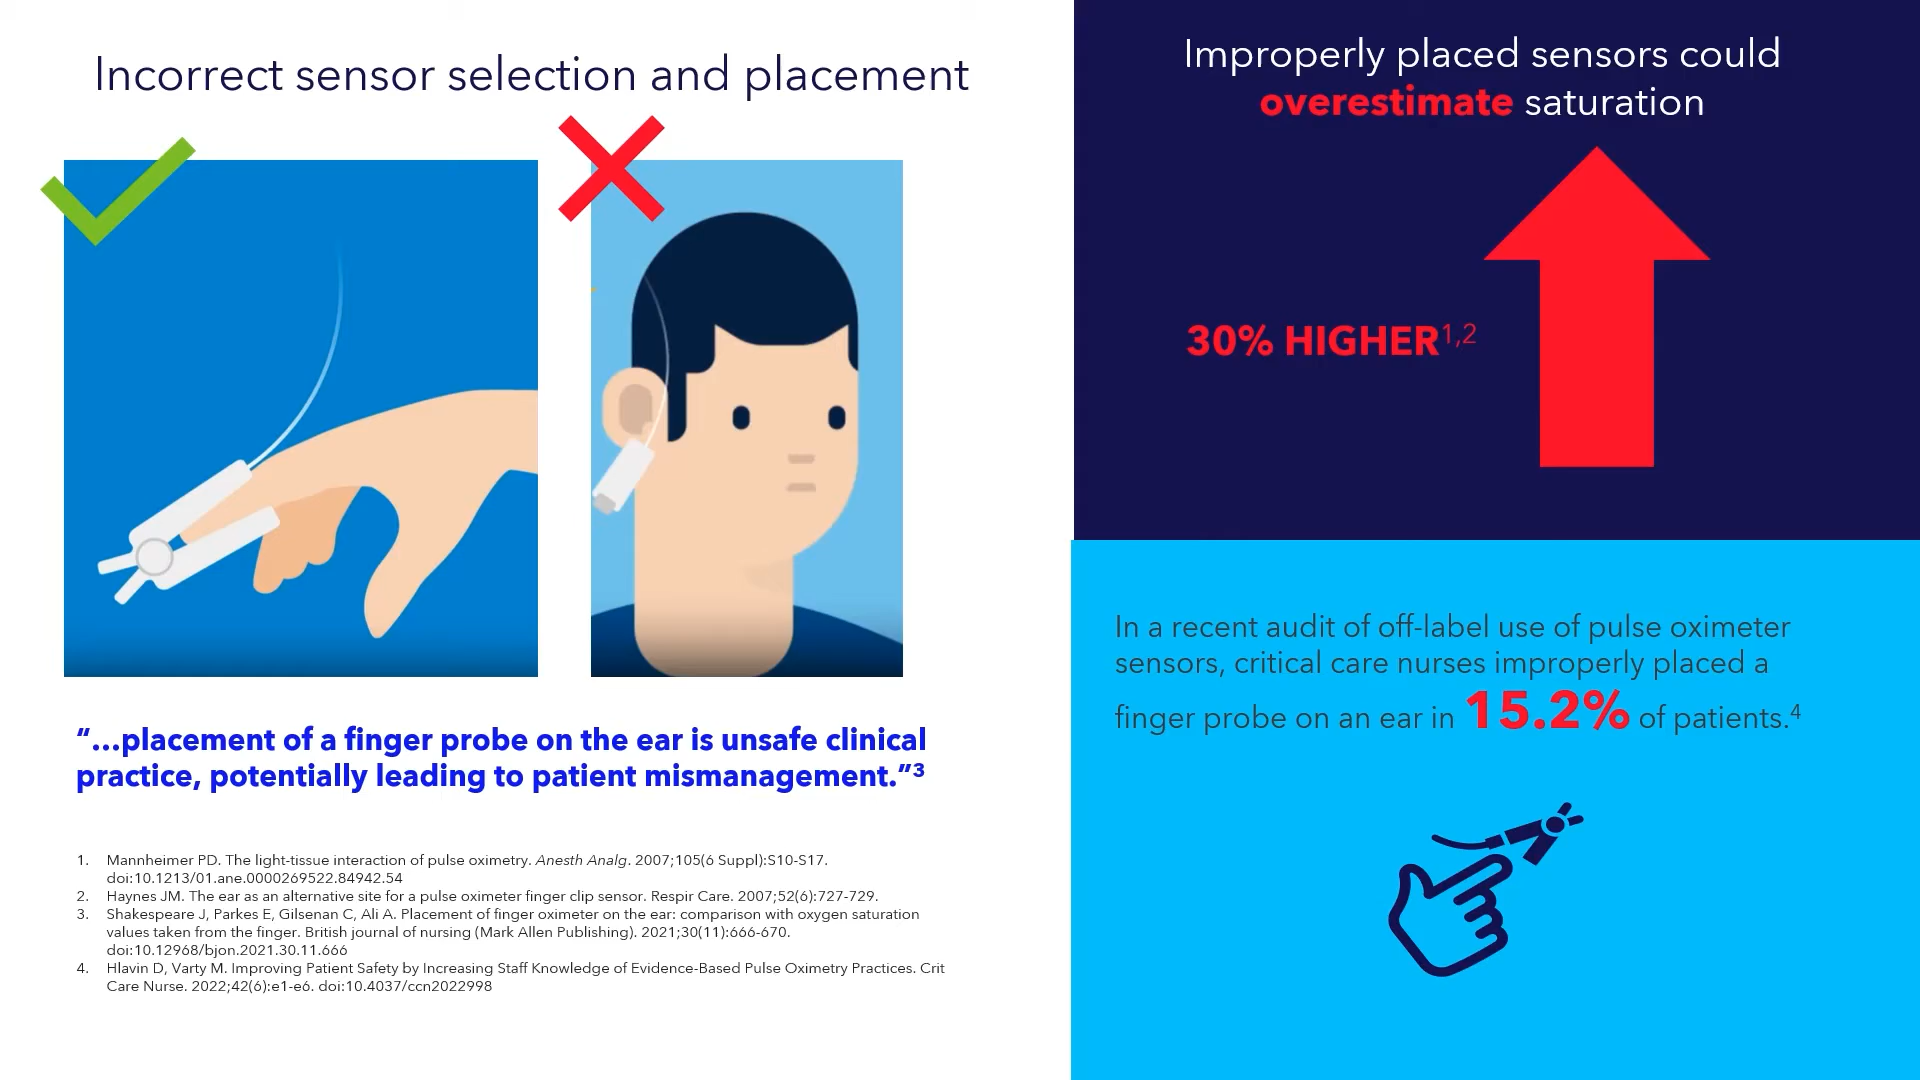 Incorrect sensor selection and placement
“...placement of a finger probe on the ear is unsafe clinical
practice, potentially leading to patient mismanagement.”3
1. Mannheimer PD. The light-tissue interaction of pulse oximetry. Anesth Analg. 2007;105(6 Suppl):S10-S17.
doi:10.1213/01.ane.0000269522.84942.54
2. Haynes JM. The ear as an alternative site for a pulse oximeter finger clip sensor. Respir Care. 2007;52(6):727-729.
3. Shakespeare J, Parkes E, Gilsenan C, Ali A. Placement of finger oximeter on the ear: comparison with oxygen saturation
values taken from the finger. British journal of nursing (Mark Allen Publishing). 2021;30(11):666-670.
doi:10.12968/bjon.2021.30.11.666
4. Hlavin D, Varty M. Improving Patient Safety by Increasing Staff Knowledge of Evidence-Based Pulse Oximetry Practices. Crit
Care Nurse. 2022;42(6):e1-e6. doi:10.4037/ccn2022998
Improperly placed sensors could
overestimate saturation
30% HIGHER1,2
In a recent audit of off-label use of pulse oximeter
sensors, critical care nurses improperly placed a
finger probe on an ear in 15.2% of patients.4